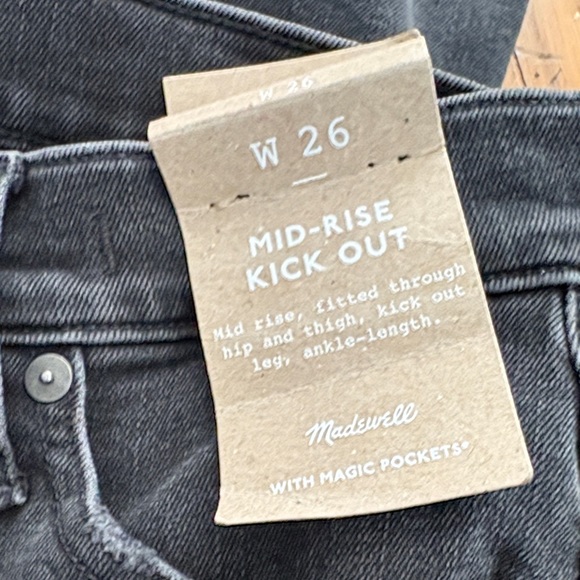 W 26
W 26
MID-RISE
KICK OUT
Mid rise, fitted through
hip and thigh, kick out
leg, ankle-length.
Madewell
WITH MAGIC POCKETS®